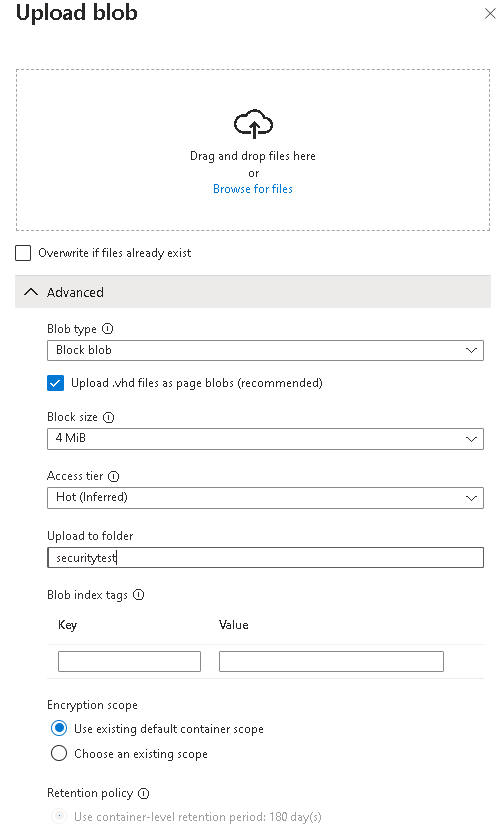 Upload blob
Drag and drop files here
or
Browse for files
Overwrite if files already exist
Advanced
Blob type
Block blob
Upload .vhd files as page blobs (recommended)
Block size
4 MiB
Access tier
Hot (Inferred)
Upload to folder
securitytest
Blob index tags
Key Value
Encryption scope
Use existing default container scope
Choose an existing scope
Retention policy
Use container-level retention period: 180 day(s)